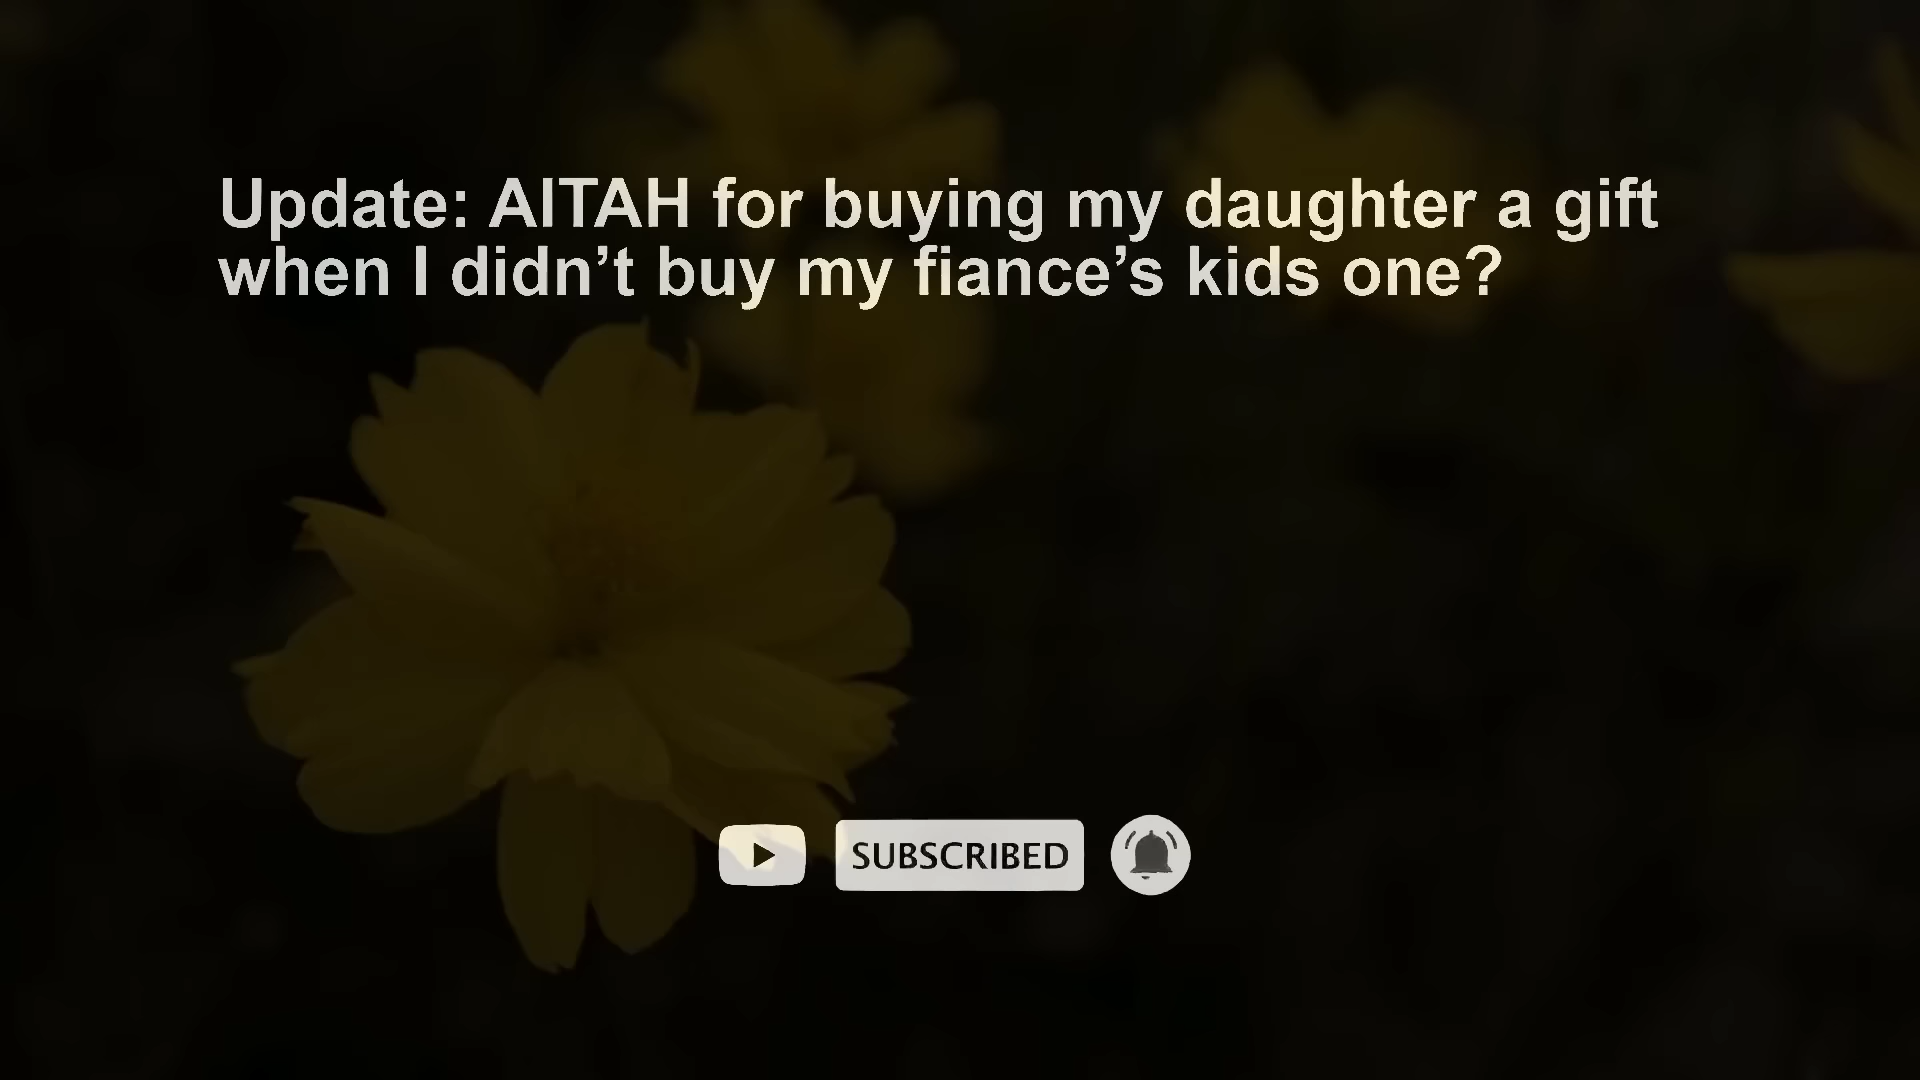 Update: AITAH for buying my daughter a gift
when I didn’t buy my fiance’s kids one?
SUBSCRIBED